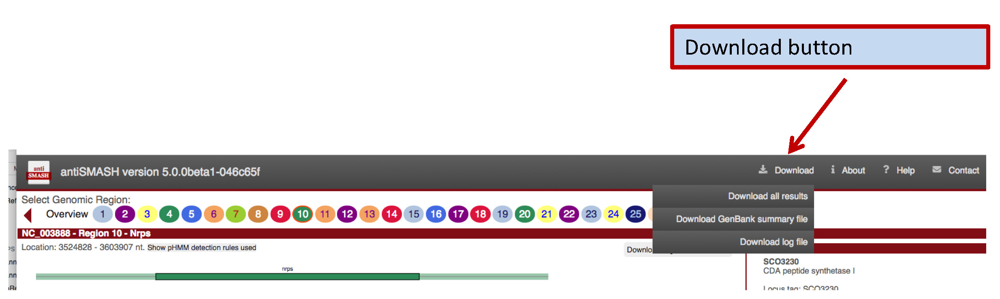 Download button
anti
SMASH
antiSMASH version 5.0.0beta1-046c65f
Download
About
? Help
Contact
Download all results
Download GenBank summary file
Download log file
Select Genomic Region:
Overview 1 2 3 4 5 6 7 8 9 10 11 12 13 14 15 16 17 18 19 20 21 22 23 24 25
NC_003888 - Region 10 - Nrps
Location: 3524828 - 3603907 nt. Show pHMM detection rules used
Downlo
nrps
SCO3230
CDA peptide synthetase I
Locus tag: SCO3230